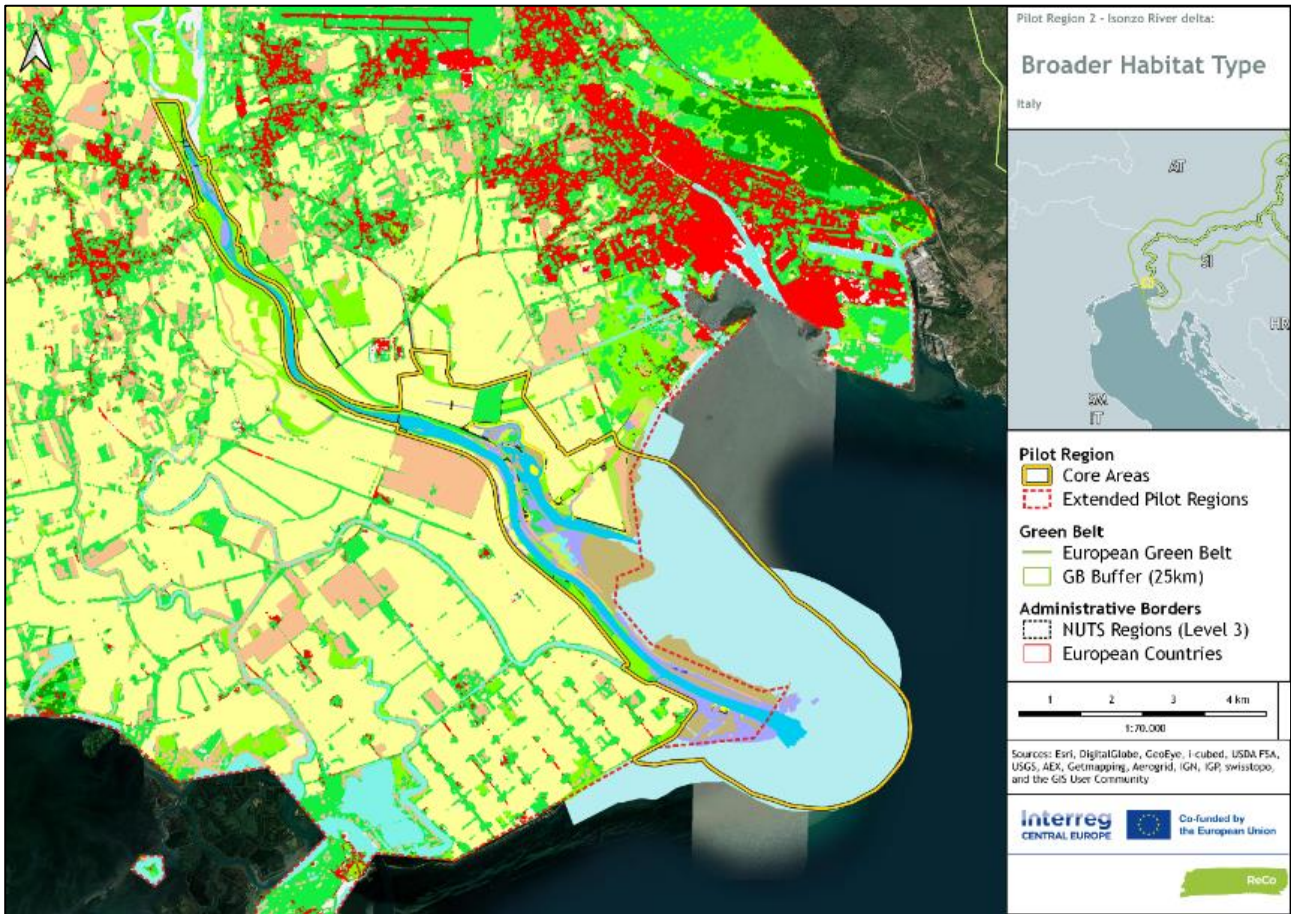 Pilot Region 2 - Isonzo River delta:
Broader Habitat Type
Italy
AT
SI
HR
SM
IT
Pilot Region
Core Areas
Extended Pilot Regions
Green Belt
European Green Belt
GB Buffer (25km)
Administrative Borders
NUTS Regions (Level 3)
European Countries
1 2 3 4 km
1:70.000
Sources: Esri, DigitalGlobe, GeoEye, i-cubed, USDA FSA,
USGS, AEX, Getmapping, Aerogrid, IGN, IGP, swisstopo,
and the GIS User Community
Interreg
CENTRAL EUROPE
Co-funded by
the European Union
ReCo